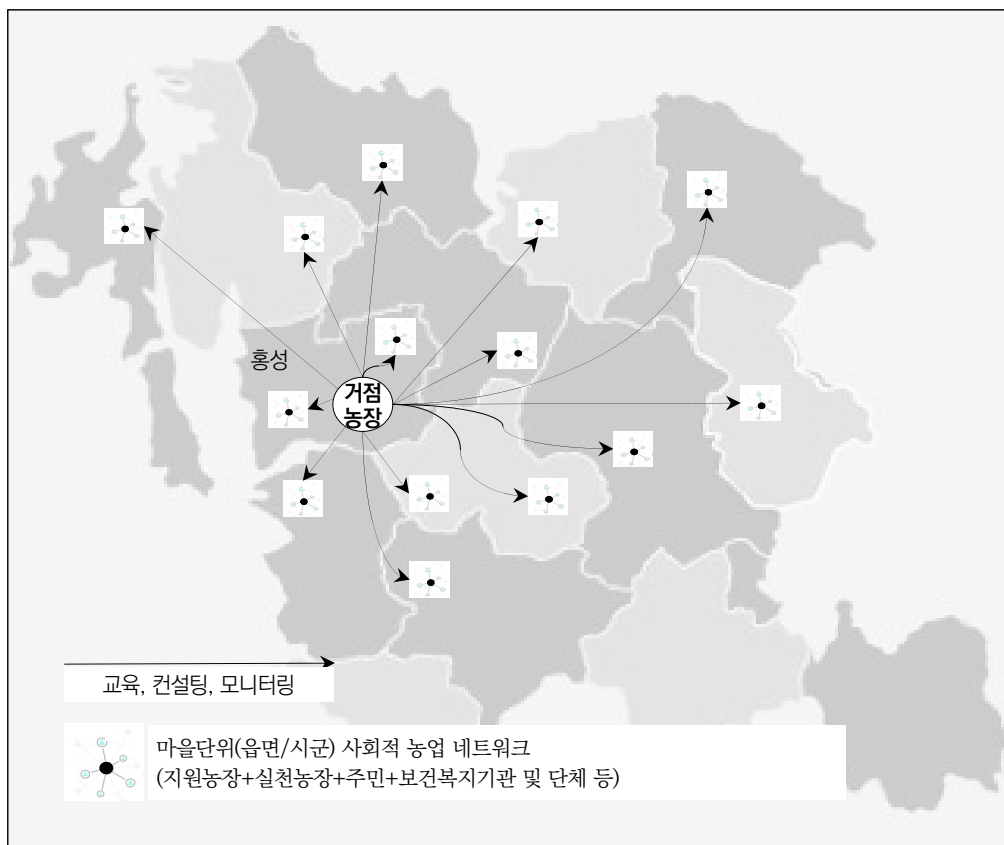 홍성
거점
농장
교육, 컨설팅, 모니터링
마을단위(읍면/시군) 사회적 농업 네트워크
(지원농장+실천농장+주민+보건복지기관 및 단체 등)